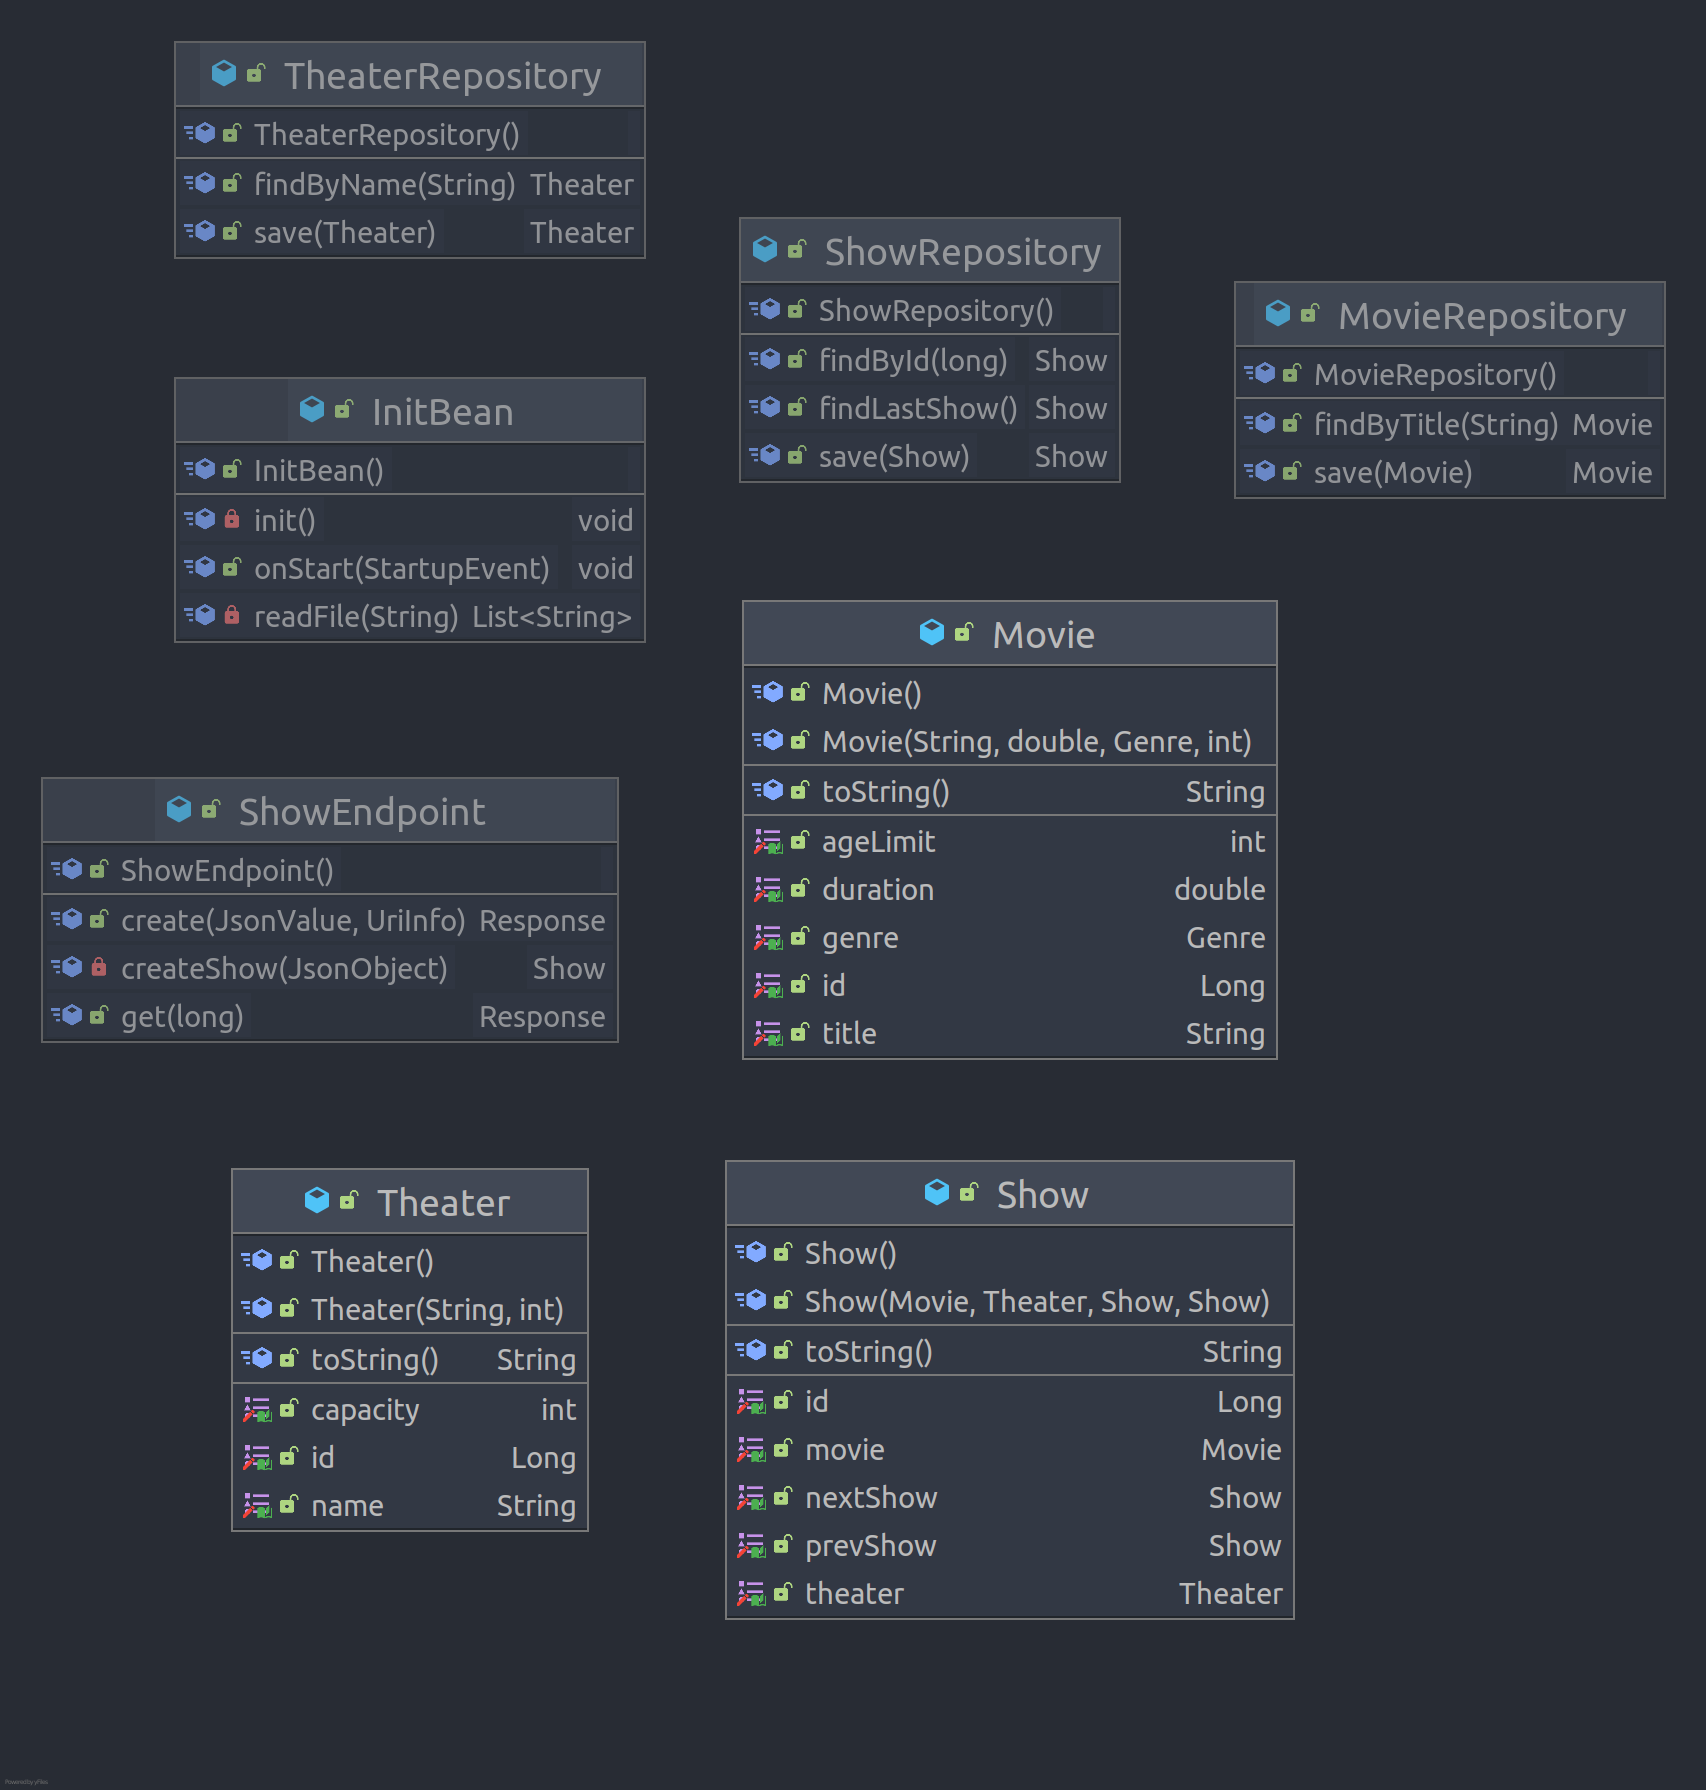 TheaterRepository
TheaterRepository()
findByName(String) Theater
save(Theater) Theater
ShowRepository
ShowRepository()
findById(long) Show
findLastShow() Show
save(Show) Show
MovieRepository
MovieRepository()
findByTitle(String) Movie
save(Movie) Movie
InitBean
InitBean()
init() void
onStart(StartupEvent) void
readFile(String) List<String>
Movie
Movie()
Movie(String, double, Genre, int)
toString() String
ageLimit int
duration double
genre Genre
id Long
title String
ShowEndpoint
ShowEndpoint()
create(JsonValue, UriInfo) Response
createShow(JsonObject) Show
get(long) Response
Theater
Theater()
Theater(String, int)
toString() String
capacity int
id Long
name String
Show
Show()
Show(Movie, Theater, Show, Show)
toString() String
id Long
movie Movie
nextShow Show
prevShow Show
theater Theater
Powered by yFiles